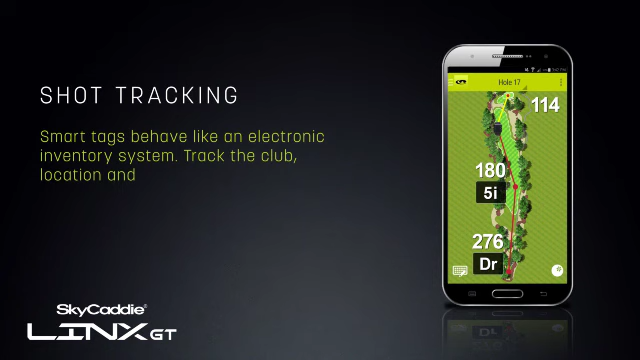 SHOT TRACKING
Smart tags behave like an electronic
inventory system. Track the club,
location and
Hole 17
114
180
5i
276
Dr
SkyCaddie®
LINX GT